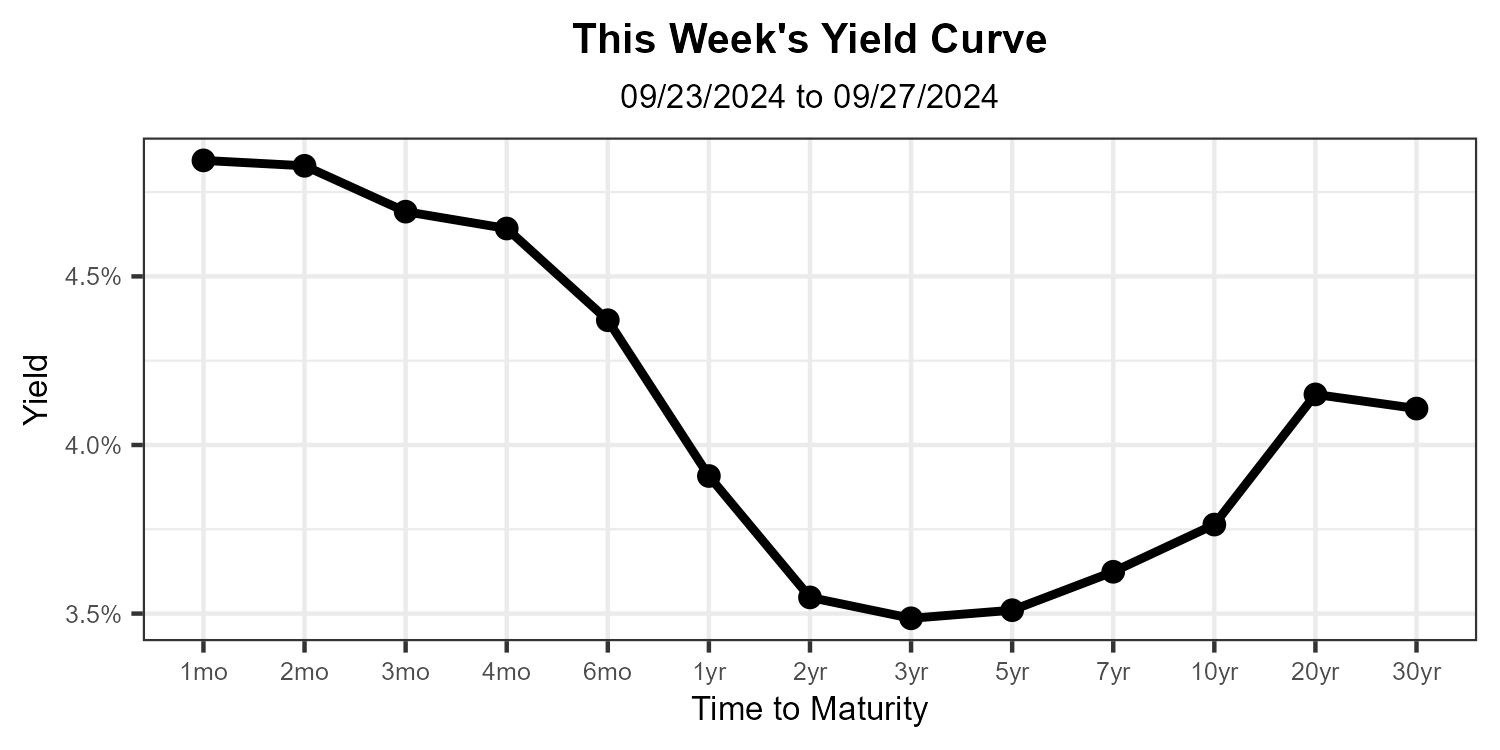 This Week's Yield Curve
09/23/2024 to 09/27/2024
Yield
4.5%
4.0%
3.5%
1mo 2mo 3mo 4mo 6mo 1yr 2yr 3yr 5yr 7yr 10yr 20yr 30yr
Time to Maturity